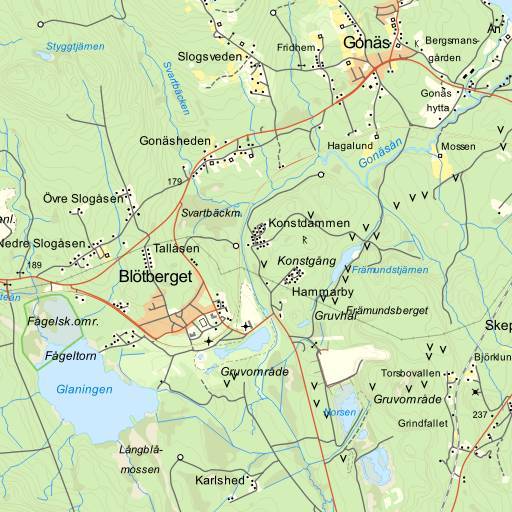 Styggtjärnen
Slogsveden
Svartbäcken
Fridhem
Gonäs
Bergsmans-
gården
Än
Gonäs
hytta
Gonäsheden
Hagalund
Gonäsån
Mossen
179
Övre Slogåsen
Svartbäckm.
anl.
Nedre Slogåsen
Konstdammen
Tallåsen
Konstgång
189
Blötberget
Främundstjärnen
Hammarby
Främundsberget
Gruvhål
Fågelsk.omr.
Fågeltorn
Skep
Björklun
Glaningen
Gruvområde
Torsbovallen
Gruvområde
Norsen
237
Grindfallet
Långblå-
mossen
Karlshed